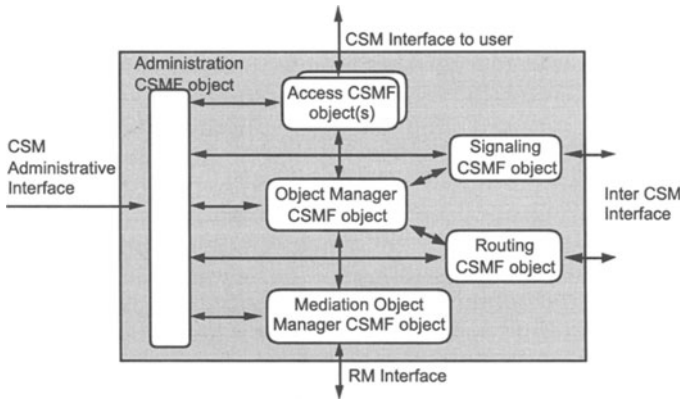 CSM Interface to user
Administration
CSMF object
Access CSMF
object(s)
CSM
Administrative
Interface
Signaling
CSMF object
Object Manager
CSMF object
Inter CSM
Interface
Routing
CSMF object
Mediation Object
Manager CSMF object
RM Interface